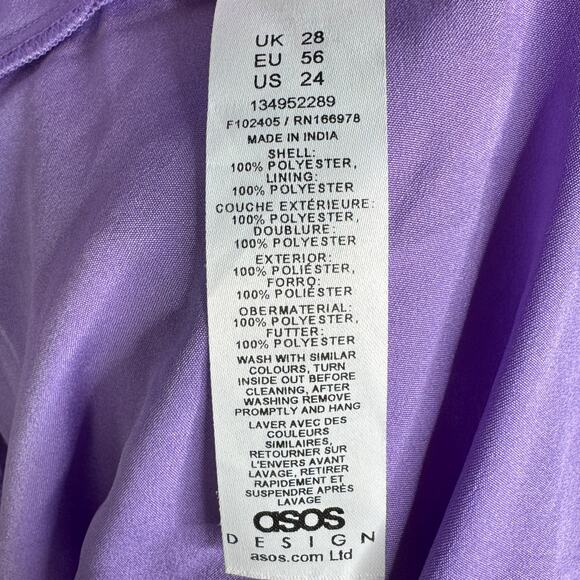 UK 28
EU 56
US 24
134952289
F102405 / RN166978
MADE IN INDIA
SHELL:
100% POLYESTER,
LINING:
100% POLYESTER
COUCHE EXTÉRIEURE:
100% POLYESTER,
DOUBLURE:
100% POLYESTER
EXTERIOR:
100% POLIÉSTER,
FORRO:
100% POLIÉSTER
OBERMATERIAL:
100% POLYESTER,
FUTTER:
100% POLYESTER
WASH WITH SIMILAR
COLOURS, TURN
INSIDE OUT BEFORE
CLEANING, AFTER
WASHING REMOVE
PROMPTLY AND HANG
LAVER AVEC DES
COULEURS
SIMILAIRES,
RETOURNER SUR
L'ENVERS AVANT
LAVAGE, RETIRER
RAPIDEMENT ET
SUSPENDRE APRÈS
LAVAGE
asos
DESIGN
asos.com Ltd